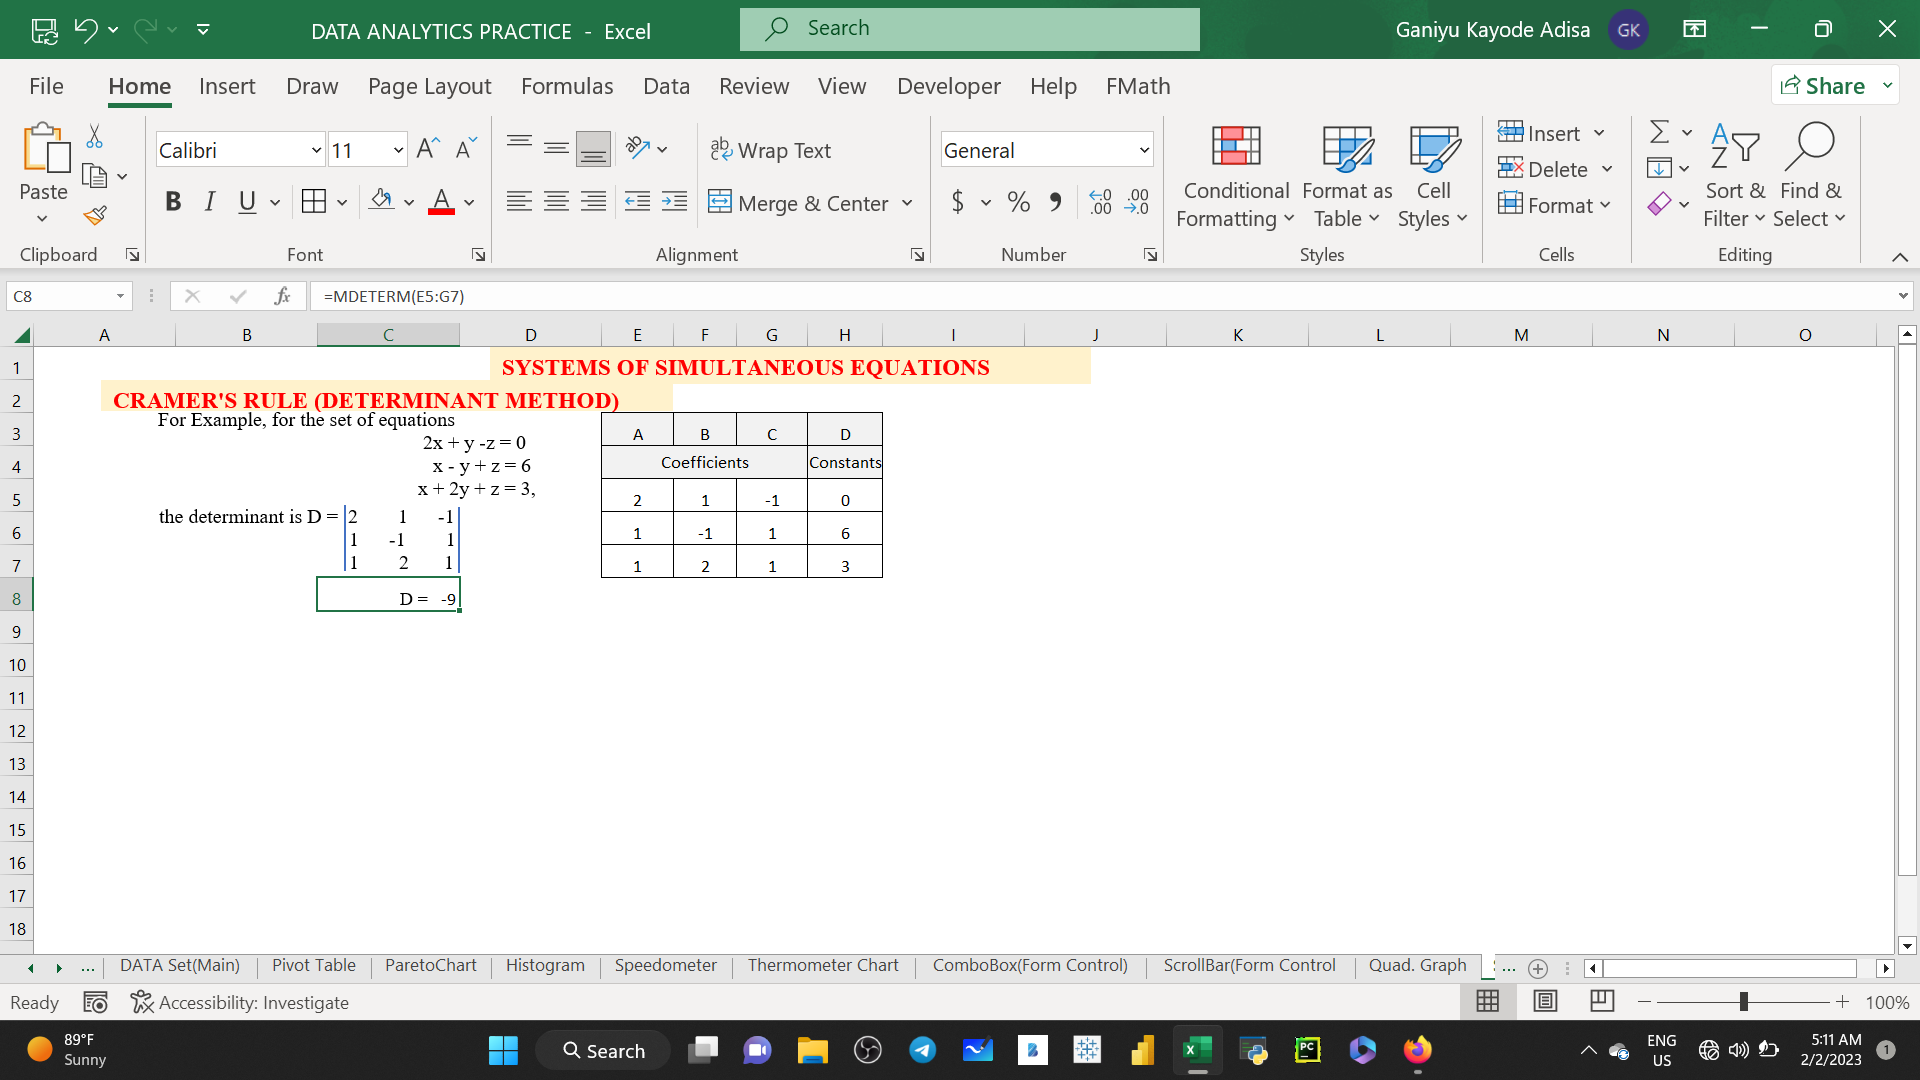 DATA ANALYTICS PRACTICE - Excel
Search
Ganiyu Kayode Adisa
GK
File Home Insert Draw Page Layout Formulas Data Review View Developer Help FMath
Share
Paste
Clipboard
Calibri 11
B I U A
Font
ab Wrap Text
Merge & Center
Alignment
General
$ % , .00 .00
Number
Conditional Formatting
Format as Table
Cell Styles
Styles
Insert
Delete
Format
Cells
Sort & Filter
Find & Select
Editing
C8 fx =MDETERM(E5:G7)
A B C D E F G H I J K L M N O
1 SYSTEMS OF SIMULTANEOUS EQUATIONS
2 CRAMER'S RULE (DETERMINANT METHOD)
For Example, for the set of equations
3 A B C D
2x + y -z = 0
4 x - y + z = 6 Coefficients Constants
x + 2y + z = 3,
5 2 1 -1 0
the determinant is D = 2 1 -1
6 1 -1 1 1 -1 1 6
7 1 2 1 1 2 1 3
8 D = -9
9
10
11
12
13
14
15
16
17
18
... DATA Set(Main) Pivot Table ParetoChart Histogram Speedometer Thermometer Chart ComboBox(Form Control) ScrollBar(Form Control Quad. Graph ...
Ready Accessibility: Investigate 100%
89°F
Sunny
Search
ENG
US
5:11 AM
2/2/2023
1